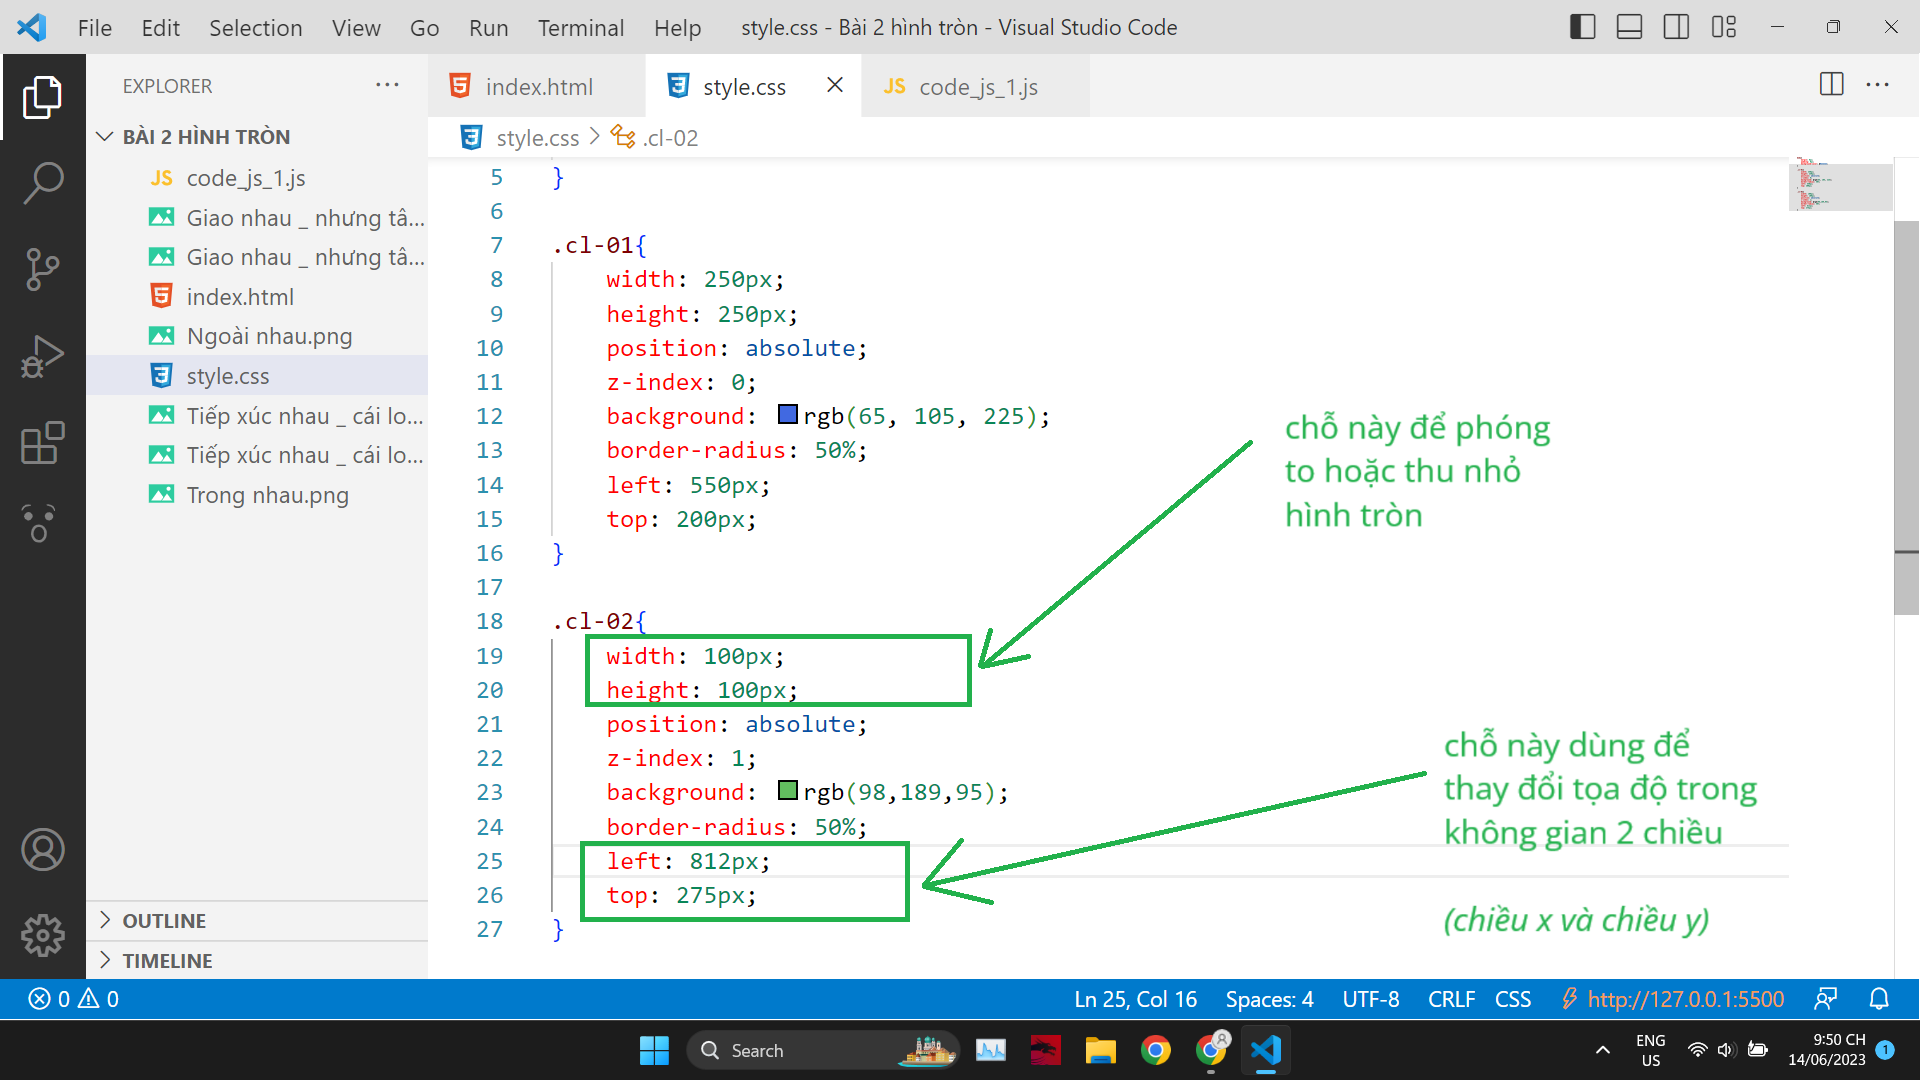 File Edit Selection View Go Run Terminal Help style.css - Bài 2 hình tròn - Visual Studio Code
EXPLORER
BÀI 2 HÌNH TRÒN
JS code_js_1.js
Giao nhau _ nhưng tâ...
Giao nhau _ nhưng tâ...
index.html
Ngoài nhau.png
style.css
Tiếp xúc nhau _ cái lo...
Tiếp xúc nhau _ cái lo...
Trong nhau.png
OUTLINE
TIMELINE
index.html style.css JS code_js_1.js
style.css > .cl-02
5 }
6
7 .cl-01{
8 width: 250px;
9 height: 250px;
10 position: absolute;
11 z-index: 0;
12 background: rgb(65, 105, 225);
13 border-radius: 50%;
14 left: 550px;
15 top: 200px;
16 }
17
18 .cl-02{
19 width: 100px;
20 height: 100px;
21 position: absolute;
22 z-index: 1;
23 background: rgb(98,189,95);
24 border-radius: 50%;
25 left: 812px;
26 top: 275px;
27 }
chỗ này để phóng
to hoặc thu nhỏ
hình tròn
chỗ này dùng để
thay đổi tọa độ trong
không gian 2 chiều
(chiều x và chiều y)
0 0 Ln 25, Col 16 Spaces: 4 UTF-8 CRLF CSS http://127.0.0.1:5500
Search
ENG
US
9:50 CH
14/06/2023
1